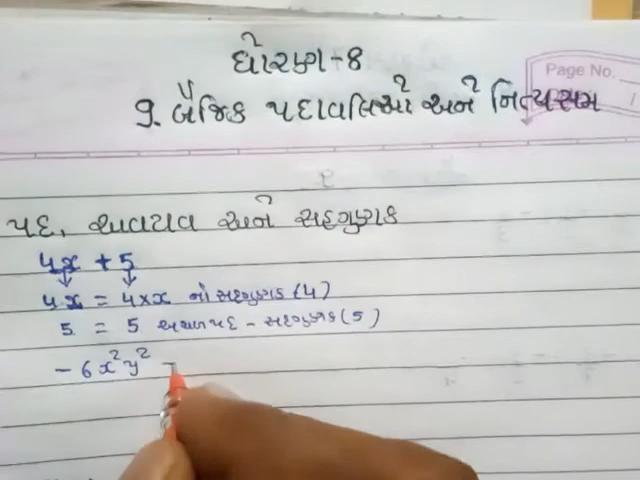 ધોરણ-8
Page No.
9. બૈજિક પદાવલિઓ અને નિત્યસમ
પદ, અવયવ અને સહગુણક
4x + 5
4x = 4×x નો સહગુણક (4)
5 = 5 અચળપદ - સહગુણક (5)
- 6x²y²